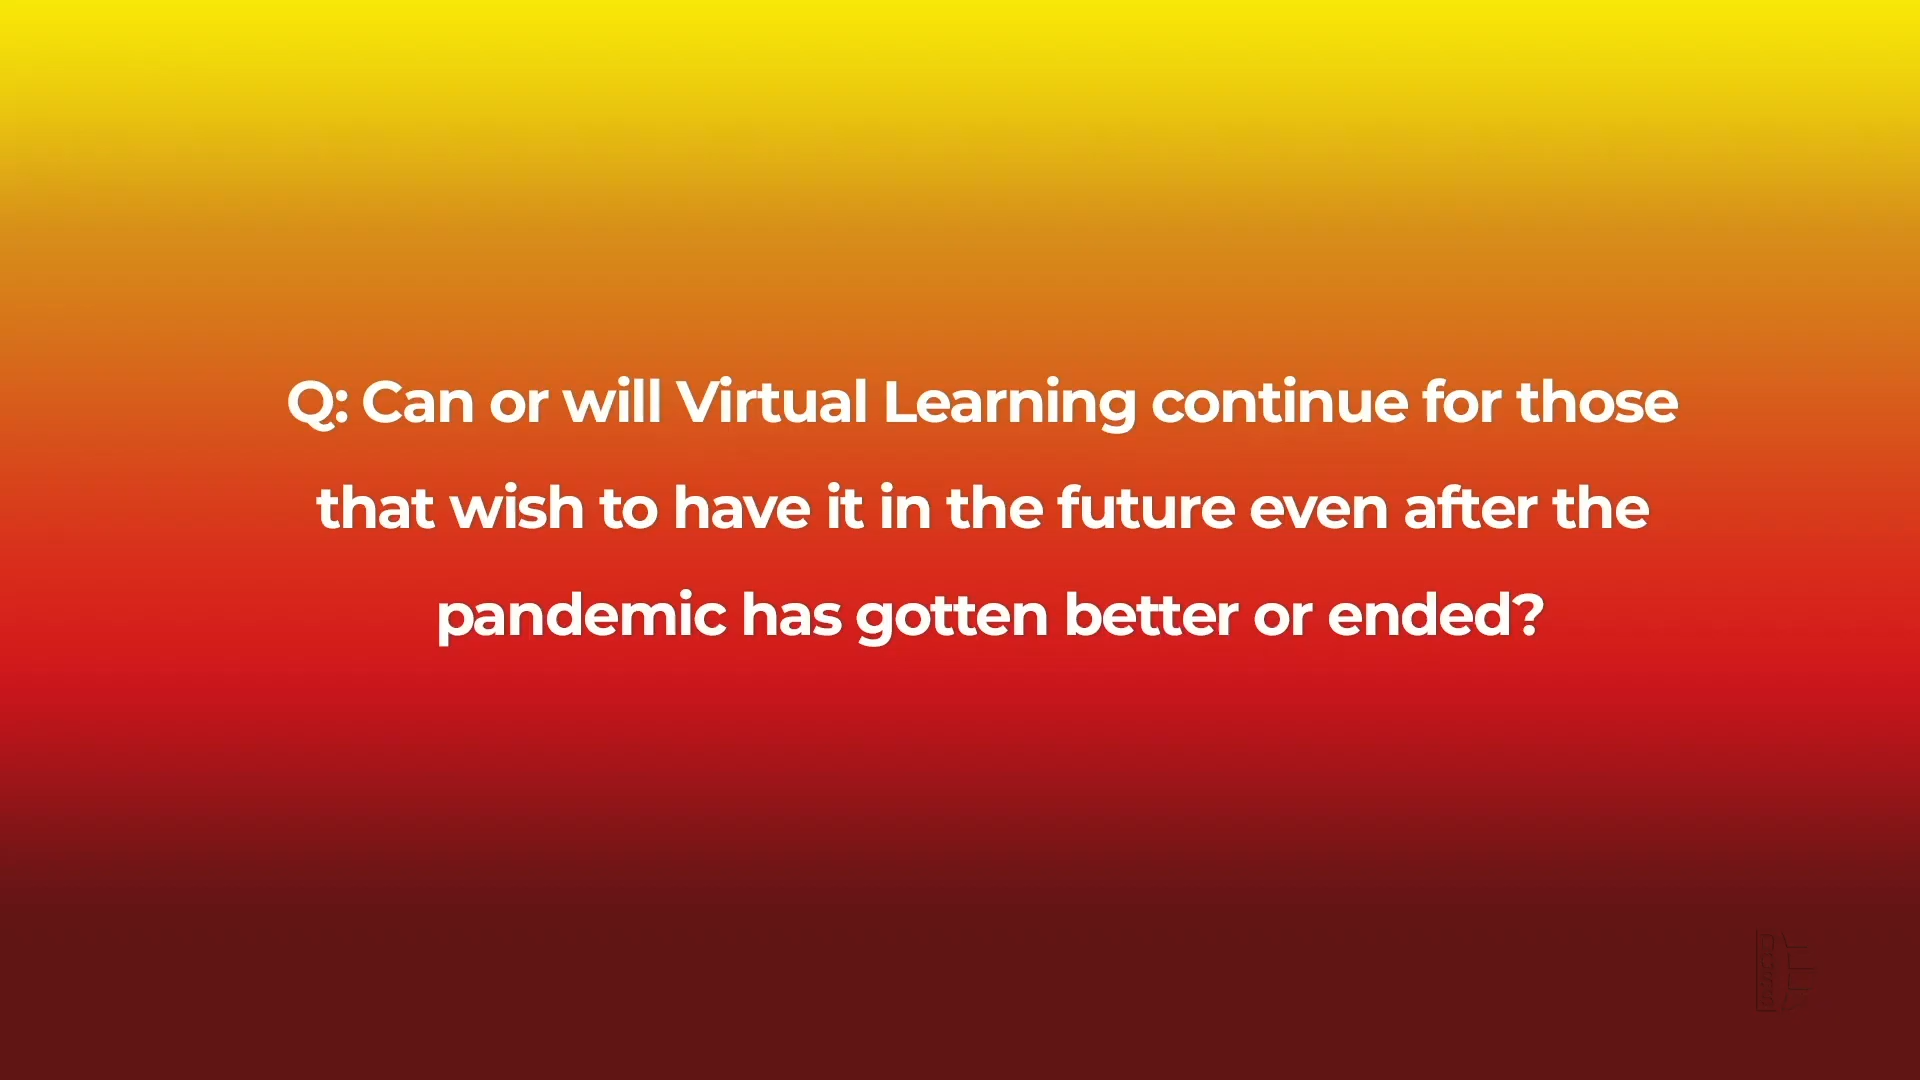 Q: Can or will Virtual Learning continue for those
that wish to have it in the future even after the
pandemic has gotten better or ended?